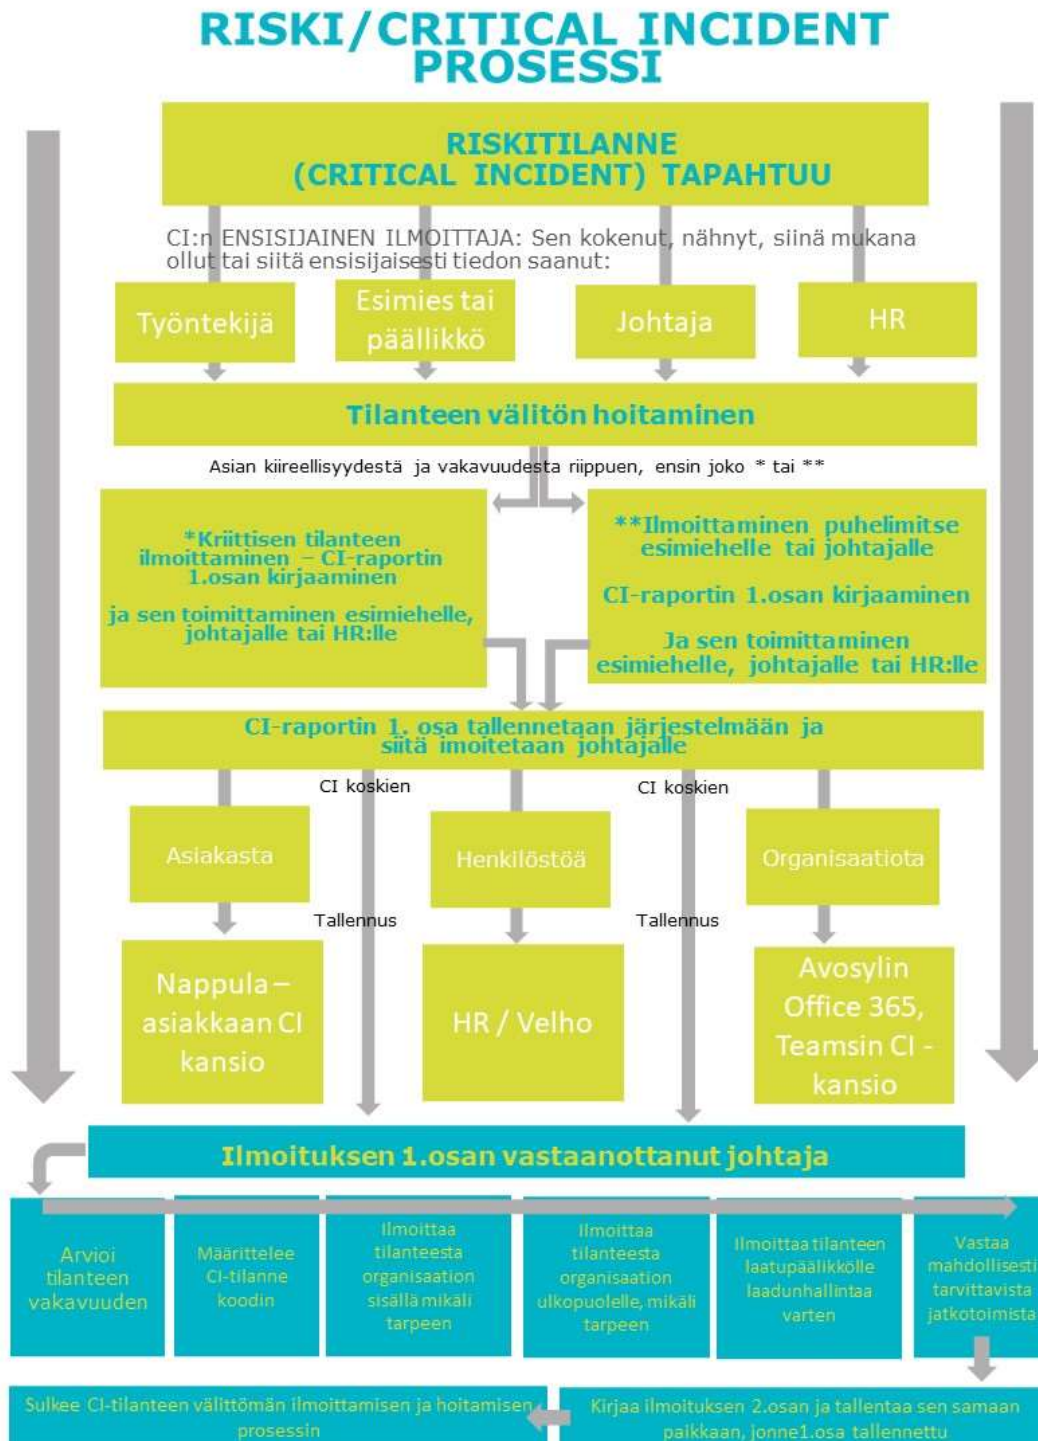 RISKI/CRITICAL INCIDENT
PROSESSI
RISKITILANNE
(CRITICAL INCIDENT) TAPAHTUU
CI:n ENSISIJAINEN ILMOITTAJA: Sen kokenut, nähnyt, siinä mukana
ollut tai siitä ensisijaisesti tiedon saanut:
Työntekijä
Esimies tai
päällikkö
Johtaja
HR
Tilanteen välitön hoitaminen
Asian kiireellisyydestä ja vakavuudesta riippuen, ensin joko * tai **
*Kriittisen tilanteen
ilmoittaminen – CI-raportin
1.osan kirjaaminen
ja sen toimittaminen esimiehelle,
johtajalle tai HR:lle
**Ilmoittaminen puhelimitse
esimiehelle tai johtajalle
CI-raportin 1.osan kirjaaminen
Ja sen toimittaminen
esimiehelle, johtajalle tai HR:lle
CI-raportin 1. osa tallennetaan järjestelmään ja
siitä imoitetaan johtajalle
CI koskien
CI koskien
Asiakasta
Henkilöstöä
Organisaatiota
Tallennus
Tallennus
Nappula –
asiakkaan CI
kansio
HR / Velho
Avosylin
Office 365,
Teamsin CI -
kansio
Ilmoituksen 1.osan vastaanottanut johtaja
Arvioi
tilanteen
vakavuuden
Määrittelee
CI-tilanne
koodin
Ilmoittaa
tilanteesta
organisaation
sisällä mikäli
tarpeen
Ilmoittaa
tilanteesta
organisaation
ulkopuolelle, mikäli
tarpeen
Ilmoittaa tilanteen
laatupäälikkölle
laadunhallintaa
varten
Vastaa
mahdollisesti
tarvittavista
jatkotoimista
Kirjaa ilmoituksen 2.osan ja tallentaa sen samaan
paikkaan, jonne1.osa tallennettu
Sulkee CI-tilanteen välittömän ilmoittamisen ja hoitamisen
prosessin